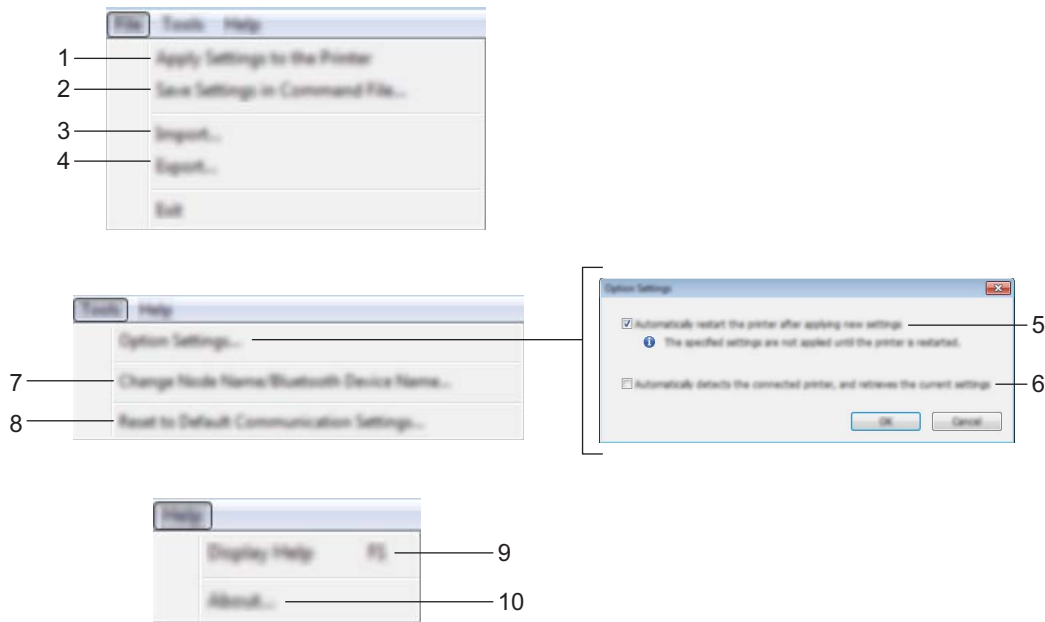 File Tools Help
1 Apply Settings to the Printer
2 Save Settings in Command File...
3 Import...
4 Export...
Exit
Tools Help
Option Settings...
7 Change Node Name/Bluetooth Device Name...
8 Reset to Default Communication Settings...
Option Settings
Automatically restart the printer after applying new settings 5
The specified settings are not applied until the printer is restarted.
Automatically detects the connected printer, and retrieves the current settings 6
OK Cancel
Help
Display Help F1 9
About... 10